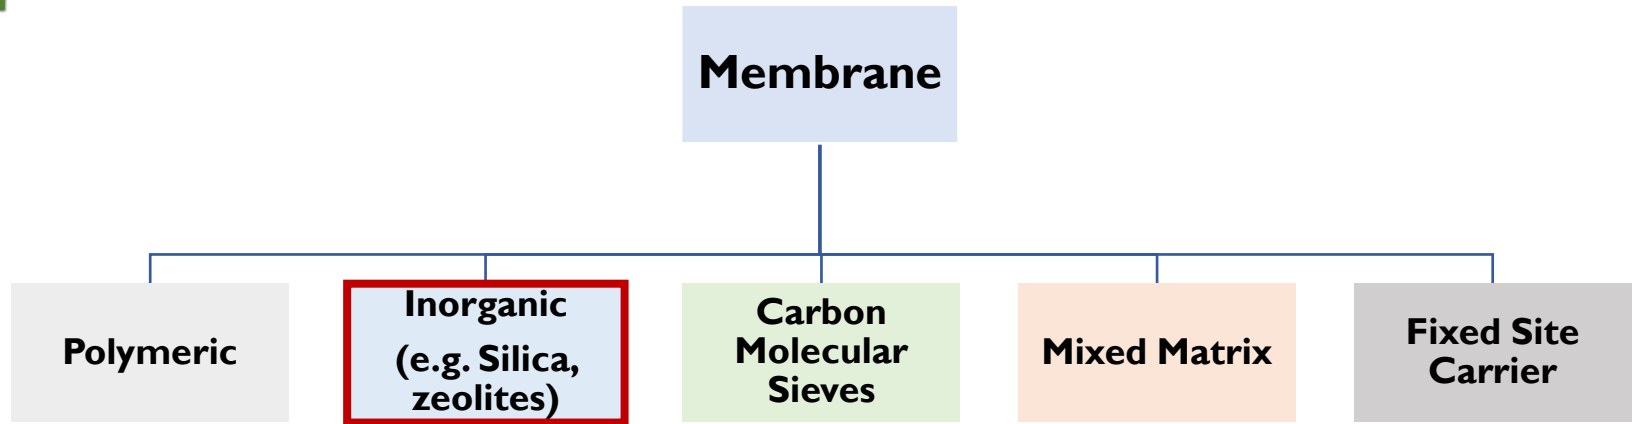 Membrane
Polymeric
Inorganic
(e.g. Silica,
zeolites)
Carbon
Molecular
Sieves
Mixed Matrix
Fixed Site
Carrier